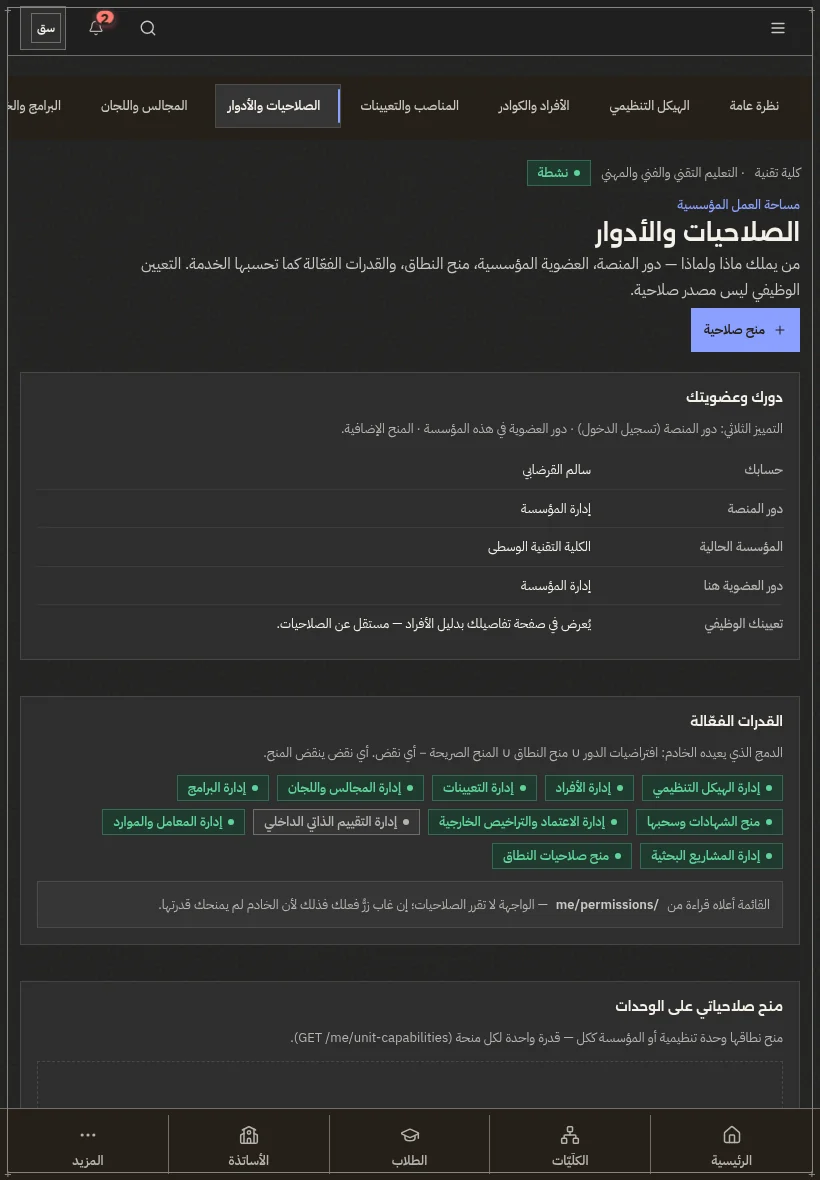 سق
2
نظرة عامة
الهيكل التنظيمي
الأفراد والكوادر
المناصب والتعيينات
الصلاحيات والأدوار
المجالس واللجان
البرامج والخ
كلية تقنية · التعليم التقني والفني والمهني
نشطة
مساحة العمل المؤسسية
الصلاحيات والأدوار
من يملك ماذا ولماذا — دور المنصة، العضوية المؤسسية، منح النطاق، والقدرات الفعّالة كما تحسبها الخدمة. التعيين
الوظيفي ليس مصدر صلاحية.
+ منح صلاحية
دورك وعضويتك
التمييز الثلاثي: دور المنصة (تسجيل الدخول) · دور العضوية في هذه المؤسسة · المنح الإضافية.
حسابك سالم القرضابي
دور المنصة إدارة المؤسسة
المؤسسة الحالية الكلية التقنية الوسطى
دور العضوية هنا إدارة المؤسسة
تعيينك الوظيفي يُعرض في صفحة تفاصيلك بدليل الأفراد — مستقل عن الصلاحيات.
القدرات الفعّالة
الدمج الذي يعيده الخادم: افتراضيات الدور ∪ منح النطاق ∪ المنح الصريحة − أي نقض. أي نقض ينقض المنح.
إدارة الهيكل التنظيمي
إدارة الأفراد
إدارة التعيينات
إدارة المجالس واللجان
إدارة البرامج
منح الشهادات وسحبها
إدارة الاعتماد والتراخيص الخارجية
إدارة التقييم الذاتي الداخلي
إدارة المعامل والموارد
إدارة المشاريع البحثية
منح صلاحيات النطاق
القائمة أعلاه قراءة من me/permissions/ — الواجهة لا تقرر الصلاحيات؛ إن غاب زرٌّ فعلك فذلك لأن الخادم لم يمنحك قدرتها.
منح صلاحياتي على الوحدات
منح نطاقها وحدة تنظيمية أو المؤسسة ككل — قدرة واحدة لكل منحة (GET /me/unit-capabilities).
الرئيسية
الكلّيّات
الطلاب
الأساتذة
المزيد